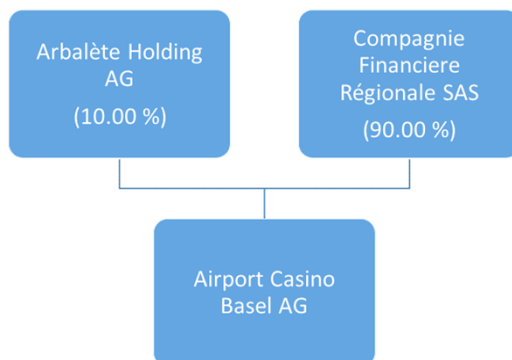 Arbalète Holding
AG
(10.00 %)
Compagnie
Financiere
Régionale SAS
(90.00 %)
Airport Casino
Basel AG